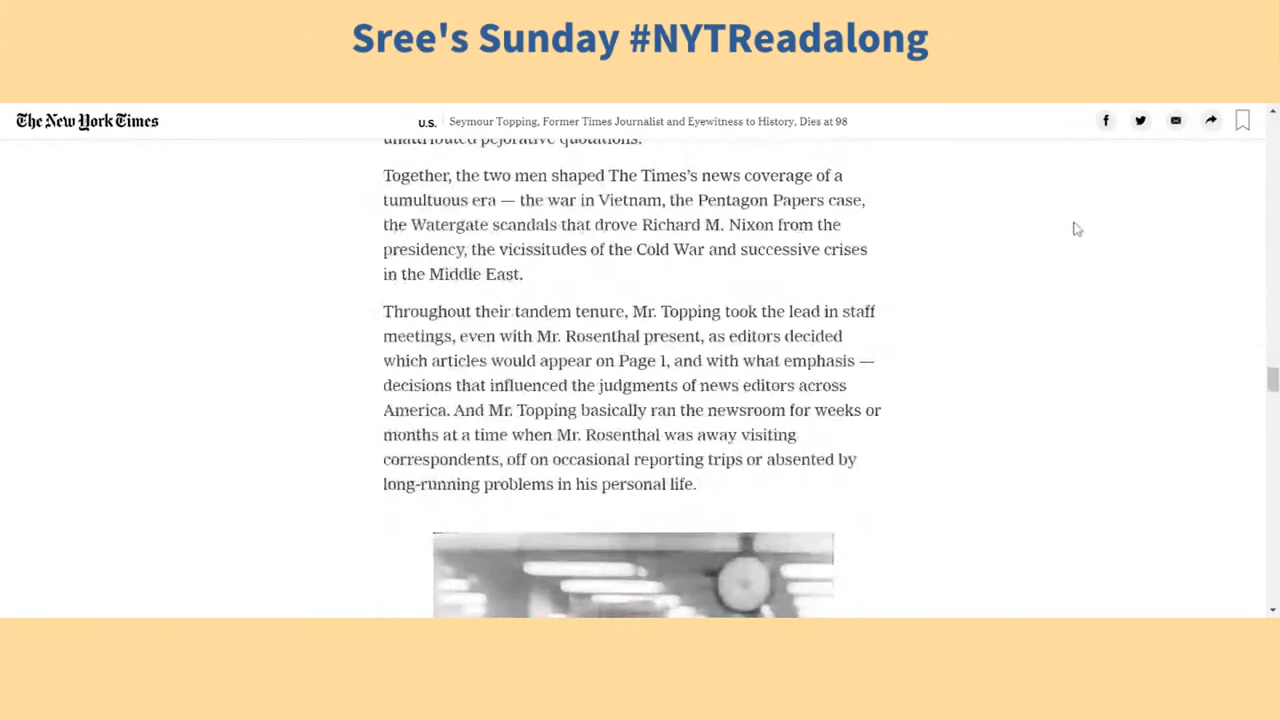 Sree's Sunday #NYTReadalong
The New York Times
U.S. Seymour Topping, Former Times Journalist and Eyewitness to History, Dies at 98
unattributed pejorative quotations.
Together, the two men shaped The Times's news coverage of a
tumultuous era — the war in Vietnam, the Pentagon Papers case,
the Watergate scandals that drove Richard M. Nixon from the
presidency, the vicissitudes of the Cold War and successive crises
in the Middle East.
Throughout their tandem tenure, Mr. Topping took the lead in staff
meetings, even with Mr. Rosenthal present, as editors decided
which articles would appear on Page 1, and with what emphasis —
decisions that influenced the judgments of news editors across
America. And Mr. Topping basically ran the newsroom for weeks or
months at a time when Mr. Rosenthal was away visiting
correspondents, off on occasional reporting trips or absented by
long-running problems in his personal life.